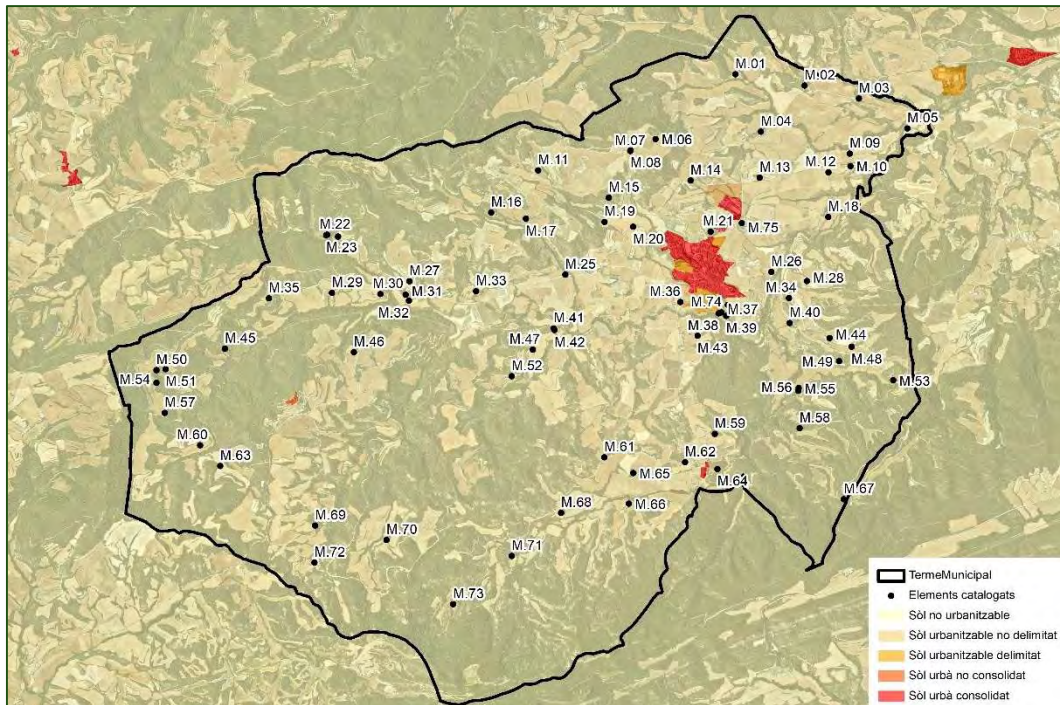 M.01
M.02
M.03
M.04
M.05
M.06
M.07
M.08
M.09
M.10
M.11
M.12
M.13
M.14
M.15
M.16
M.17
M.18
M.19
M.20
M.21
M.75
M.22
M.23
M.25
M.26
M.27
M.28
M.29
M.30
M.31
M.32
M.33
M.34
M.35
M.36
M.74
M.37
M.38
M.39
M.40
M.41
M.42
M.43
M.44
M.45
M.46
M.47
M.48
M.49
M.50
M.51
M.52
M.53
M.54
M.55
M.56
M.57
M.58
M.59
M.60
M.61
M.62
M.63
M.64
M.65
M.66
M.67
M.68
M.69
M.70
M.71
M.72
M.73
TermeMunicipal
Elements catalogats
Sòl no urbanitzable
Sòl urbanitzable no delimitat
Sòl urbanitzable delimitat
Sòl urbà no consolidat
Sòl urbà consolidat